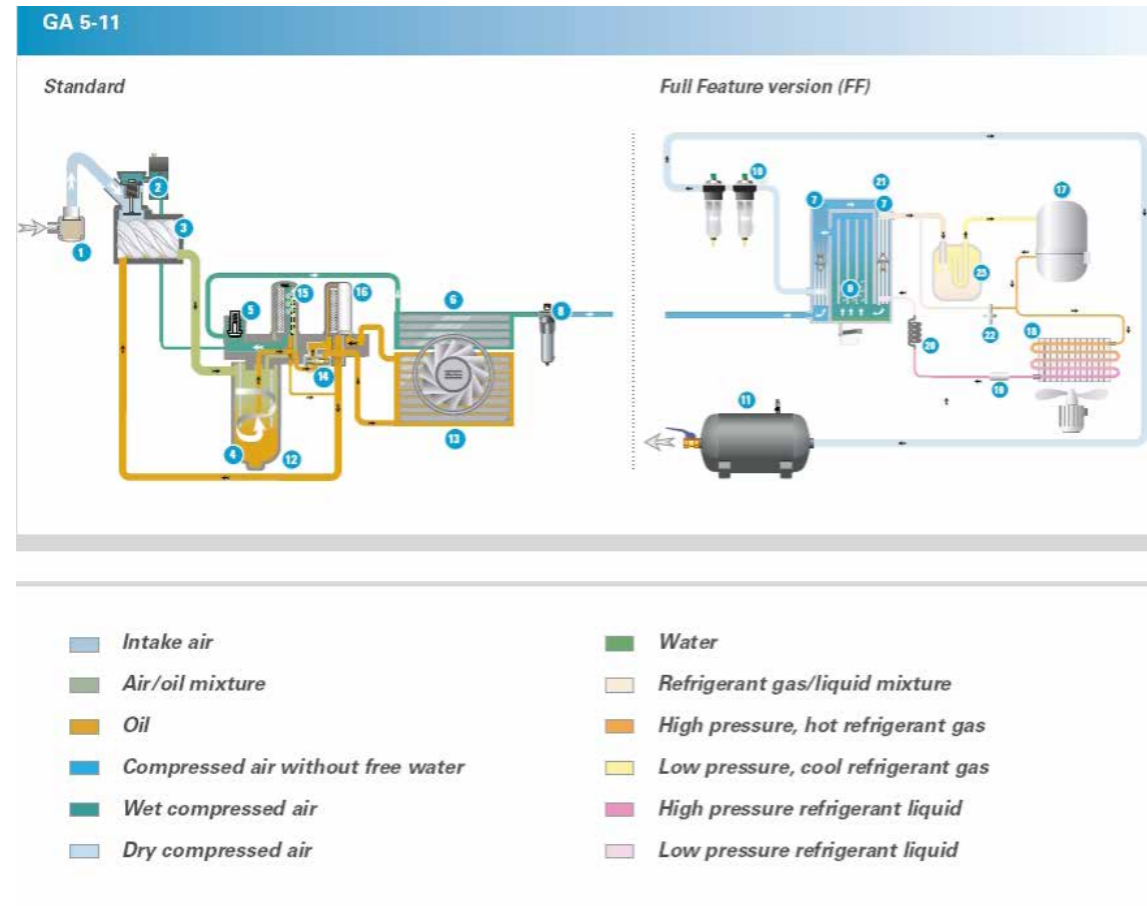 GA 5-11
Standard
Full Feature version (FF)
1
2
3
4
5
6
8
12
13
14
15
16
7
7
9
10
11
17
18
19
20
21
22
25
Intake air
Air/oil mixture
Oil
Compressed air without free water
Wet compressed air
Dry compressed air
Water
Refrigerant gas/liquid mixture
High pressure, hot refrigerant gas
Low pressure, cool refrigerant gas
High pressure refrigerant liquid
Low pressure refrigerant liquid